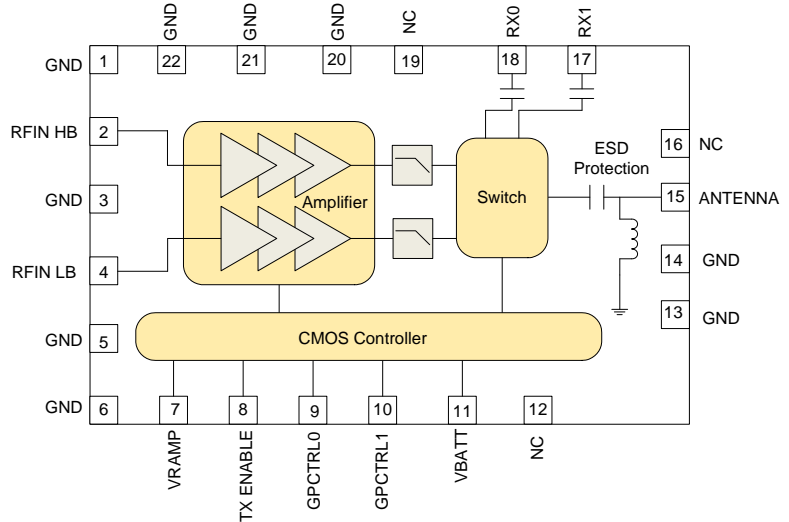 GND
GND
GND
NC
RX0
RX1
22
21
20
19
18
17
GND 1
RFIN HB 2
GND 3
RFIN LB 4
GND 5
GND 6
Amplifier
Switch
ESD
Protection
16 NC
15 ANTENNA
14 GND
13 GND
CMOS Controller
7
8
9
10
11
12
VRAMP
TX ENABLE
GPCTRL0
GPCTRL1
VBATT
NC